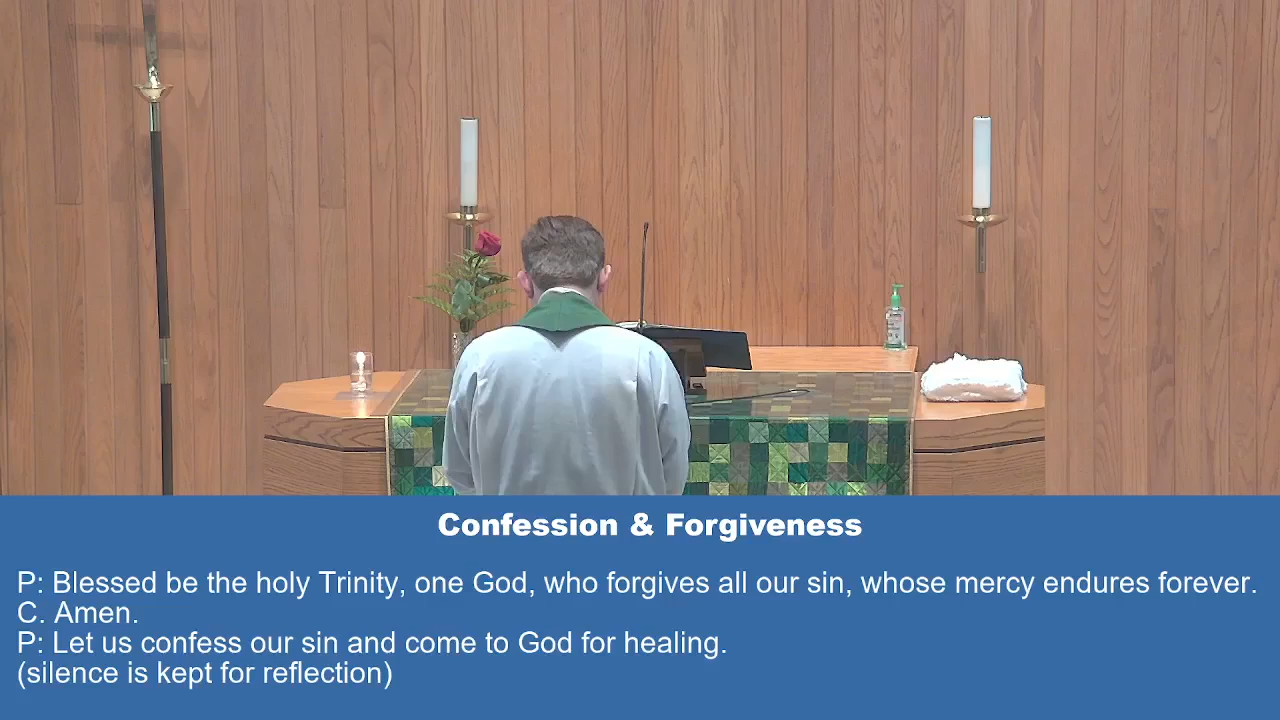 Confession & Forgiveness
P: Blessed be the holy Trinity, one God, who forgives all our sin, whose mercy endures forever.
C. Amen.
P: Let us confess our sin and come to God for healing.
(silence is kept for reflection)